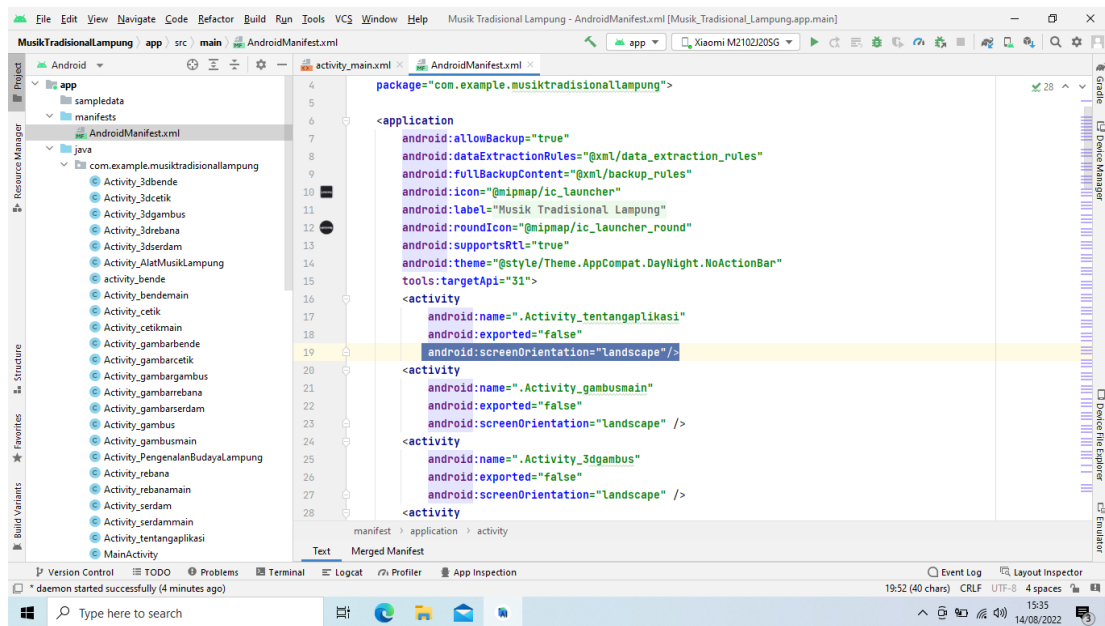 File Edit View Navigate Code Refactor Build Run Tools VCS Window Help Musik Tradisional Lampung - AndroidManifest.xml [Musik_Tradisional_Lampung.app.main]
MusikTradisionalLampung app src main AndroidManifest.xml app Xiaomi M2102J20SG
Android activity_main.xml AndroidManifest.xml
Project
Resource Manager
Structure
Favorites
Build Variants
app
sampledata
manifests
AndroidManifest.xml
java
com.example.musiktradisionallampung
Activity_3dbende
Activity_3dcetik
Activity_3dgambus
Activity_3drebana
Activity_3dserdam
Activity_AlatMusikLampung
activity_bende
Activity_bendemain
Activity_cetik
Activity_cetikmain
Activity_gambarbende
Activity_gambarcetik
Activity_gambargambus
Activity_gambarrebana
Activity_gambarserdam
Activity_gambus
Activity_gambusmain
Activity_PengenalanBudayaLampung
Activity_rebana
Activity_rebanamain
Activity_serdam
Activity_serdammain
Activity_tentangaplikasi
MainActivity
4 package="com.example.musiktradisionallampung"> 28
5
6 <application
7 android:allowBackup="true"
8 android:dataExtractionRules="@xml/data_extraction_rules"
9 android:fullBackupContent="@xml/backup_rules"
10 android:icon="@mipmap/ic_launcher"
11 android:label="Musik Tradisional Lampung"
12 android:roundIcon="@mipmap/ic_launcher_round"
13 android:supportsRtl="true"
14 android:theme="@style/Theme.AppCompat.DayNight.NoActionBar"
15 tools:targetApi="31">
16 <activity
17 android:name=".Activity_tentangaplikasi"
18 android:exported="false"
19 android:screenOrientation="landscape"/>
20 <activity
21 android:name=".Activity_gambusmain"
22 android:exported="false"
23 android:screenOrientation="landscape" />
24 <activity
25 android:name=".Activity_3dgambus"
26 android:exported="false"
27 android:screenOrientation="landscape" />
28 <activity
manifest application activity
Text Merged Manifest
Gradle
Device Manager
Device File Explorer
Emulator
Version Control TODO Problems Terminal Logcat Profiler App Inspection Event Log Layout Inspector
* daemon started successfully (4 minutes ago) 19:52 (40 chars) CRLF UTF-8 4 spaces
Type here to search 15:35
14/08/2022 3